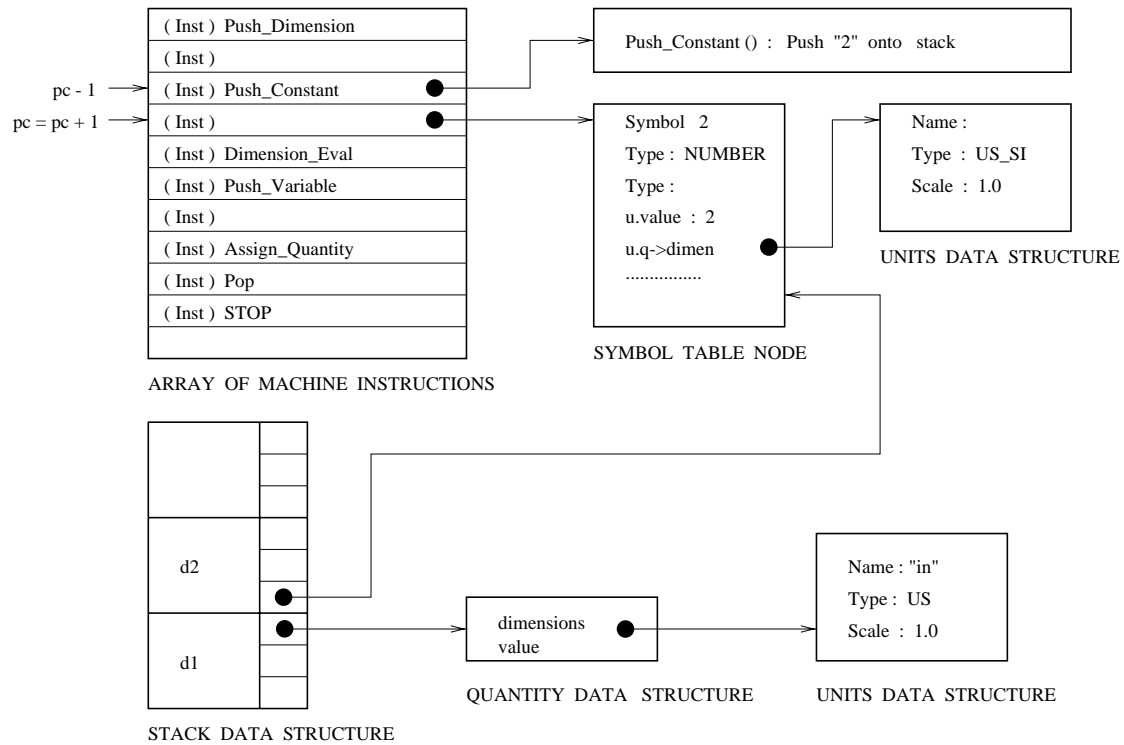 ( Inst ) Push_Dimension
( Inst )
pc - 1
( Inst ) Push_Constant
pc = pc + 1
( Inst )
( Inst ) Dimension_Eval
( Inst ) Push_Variable
( Inst )
( Inst ) Assign_Quantity
( Inst ) Pop
( Inst ) STOP
ARRAY OF MACHINE INSTRUCTIONS
Push_Constant () : Push "2" onto stack
Symbol 2
Type : NUMBER
Type :
u.value : 2
u.q->dimen
................
SYMBOL TABLE NODE
Name :
Type : US_SI
Scale : 1.0
UNITS DATA STRUCTURE
d2
d1
STACK DATA STRUCTURE
dimensions
value
QUANTITY DATA STRUCTURE
Name : "in"
Type : US
Scale : 1.0
UNITS DATA STRUCTURE